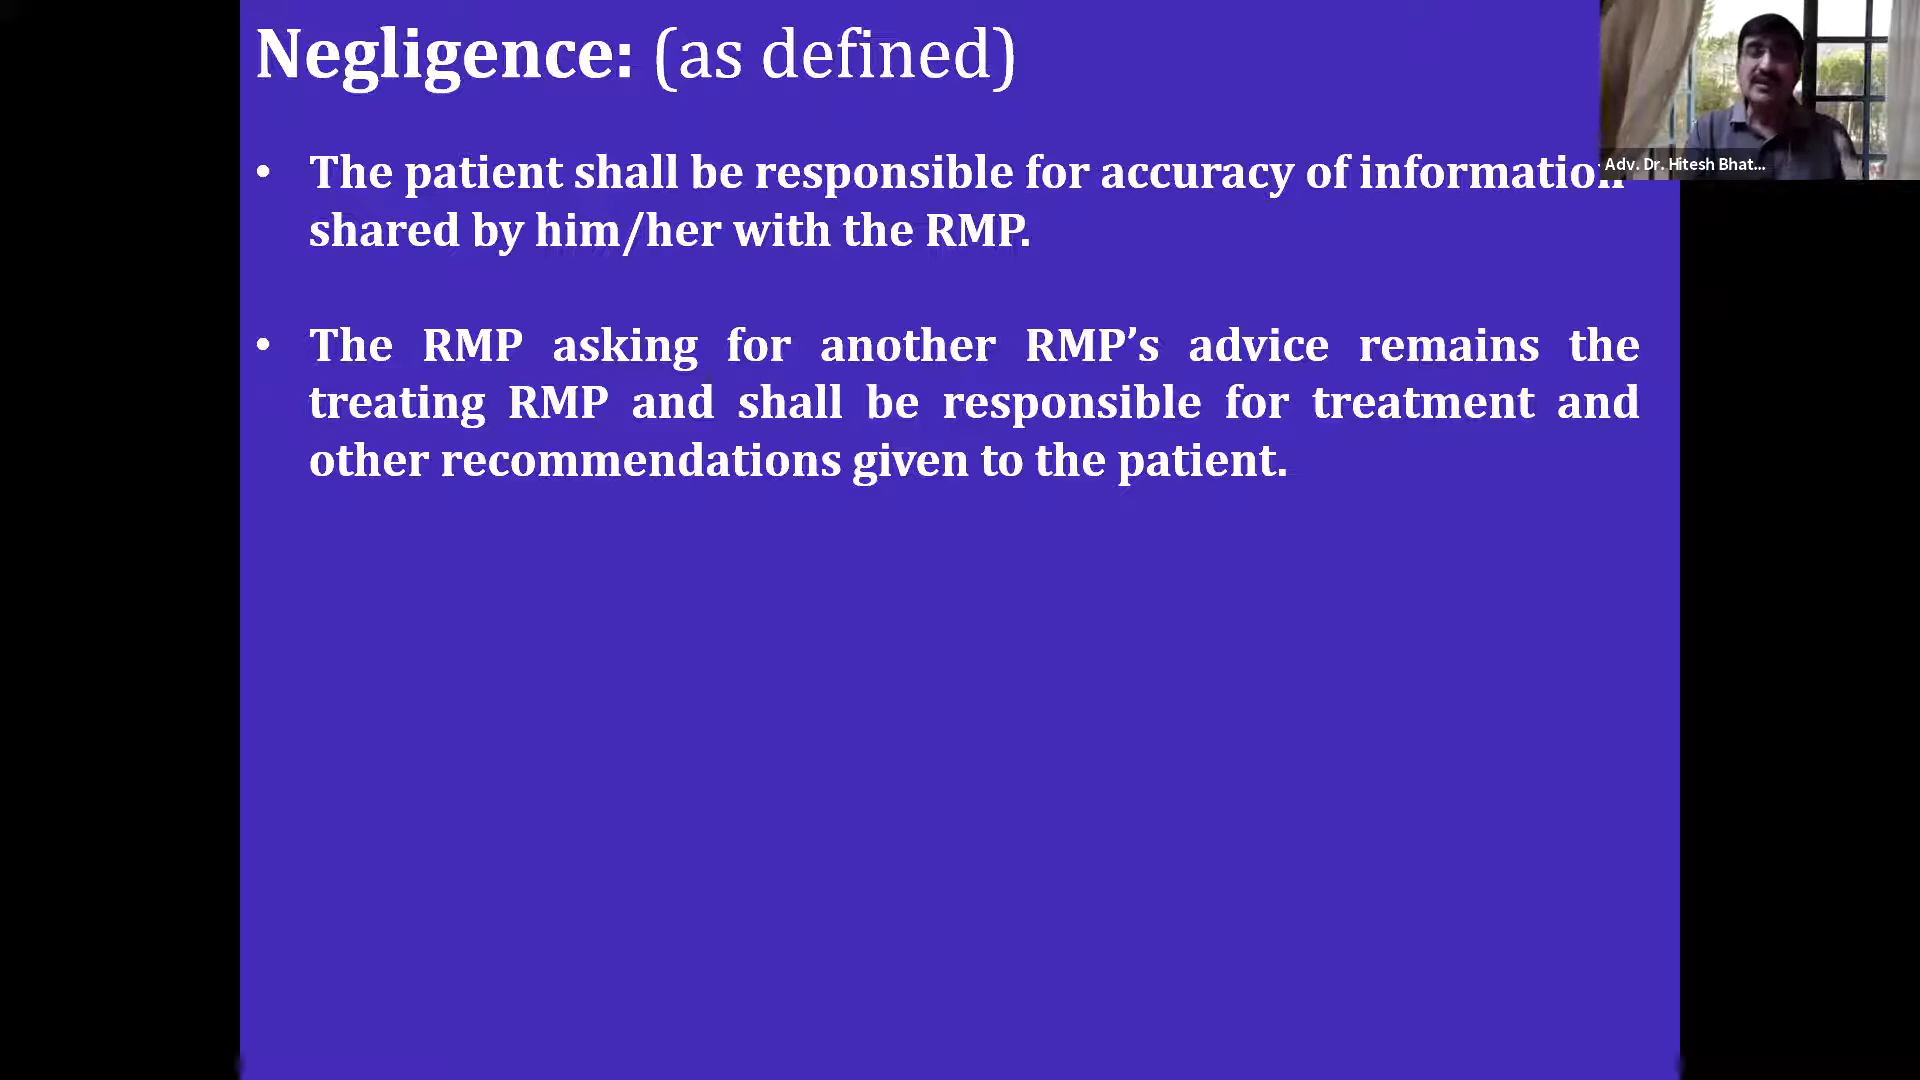 Negligence: (as defined)
• The patient shall be responsible for accuracy of information
shared by him/her with the RMP.
• The RMP asking for another RMP’s advice remains the
treating RMP and shall be responsible for treatment and
other recommendations given to the patient.
Adv. Dr. Hitesh Bhat...